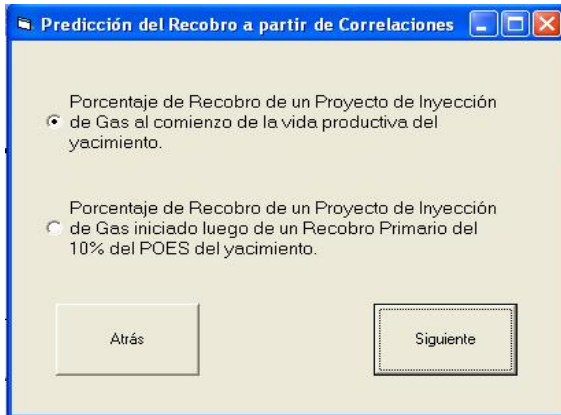 Predicción del Recobro a partir de Correlaciones
Porcentaje de Recobro de un Proyecto de Inyección
de Gas al comienzo de la vida productiva del
yacimiento.
Porcentaje de Recobro de un Proyecto de Inyección
de Gas iniciado luego de un Recobro Primario del
10% del POES del yacimiento.
Atrás
Siguiente